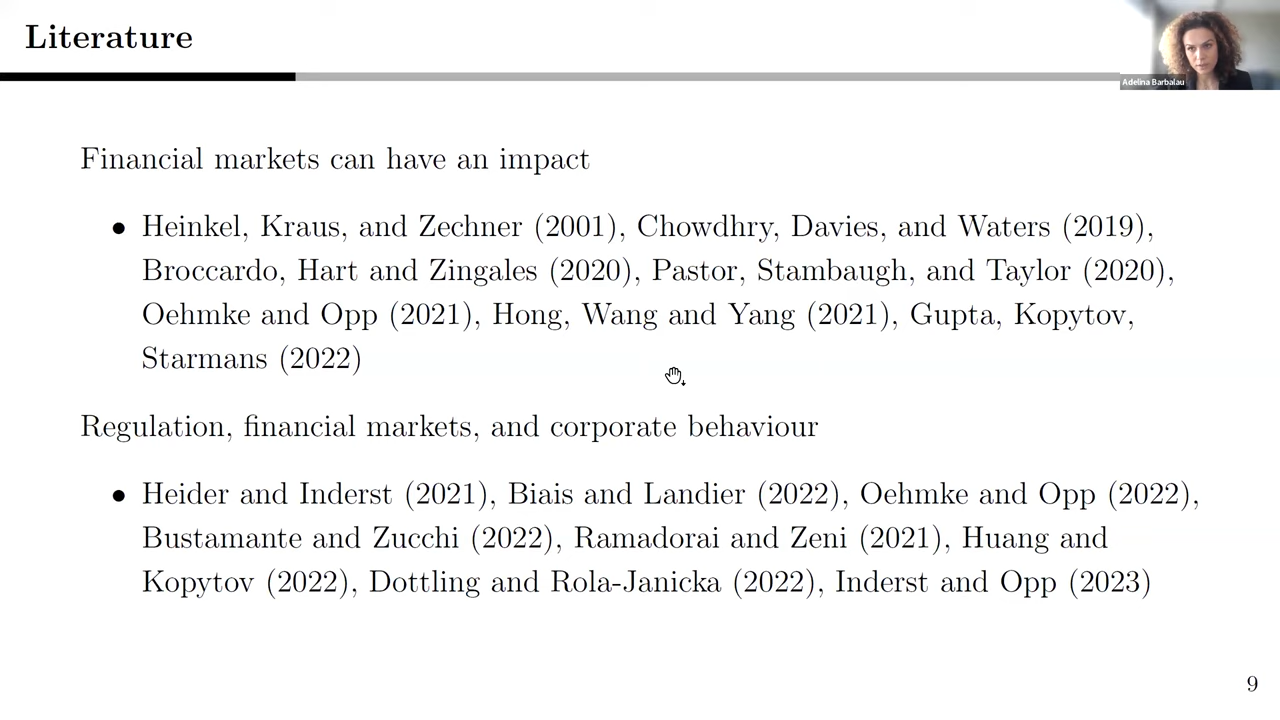 Literature
Adelina Barbalau
Financial markets can have an impact
• Heinkel, Kraus, and Zechner (2001), Chowdhry, Davies, and Waters (2019),
Broccardo, Hart and Zingales (2020), Pastor, Stambaugh, and Taylor (2020),
Oehmke and Opp (2021), Hong, Wang and Yang (2021), Gupta, Kopytov,
Starmans (2022)
Regulation, financial markets, and corporate behaviour
• Heider and Inderst (2021), Biais and Landier (2022), Oehmke and Opp (2022),
Bustamante and Zucchi (2022), Ramadorai and Zeni (2021), Huang and
Kopytov (2022), Dottling and Rola-Janicka (2022), Inderst and Opp (2023)
9